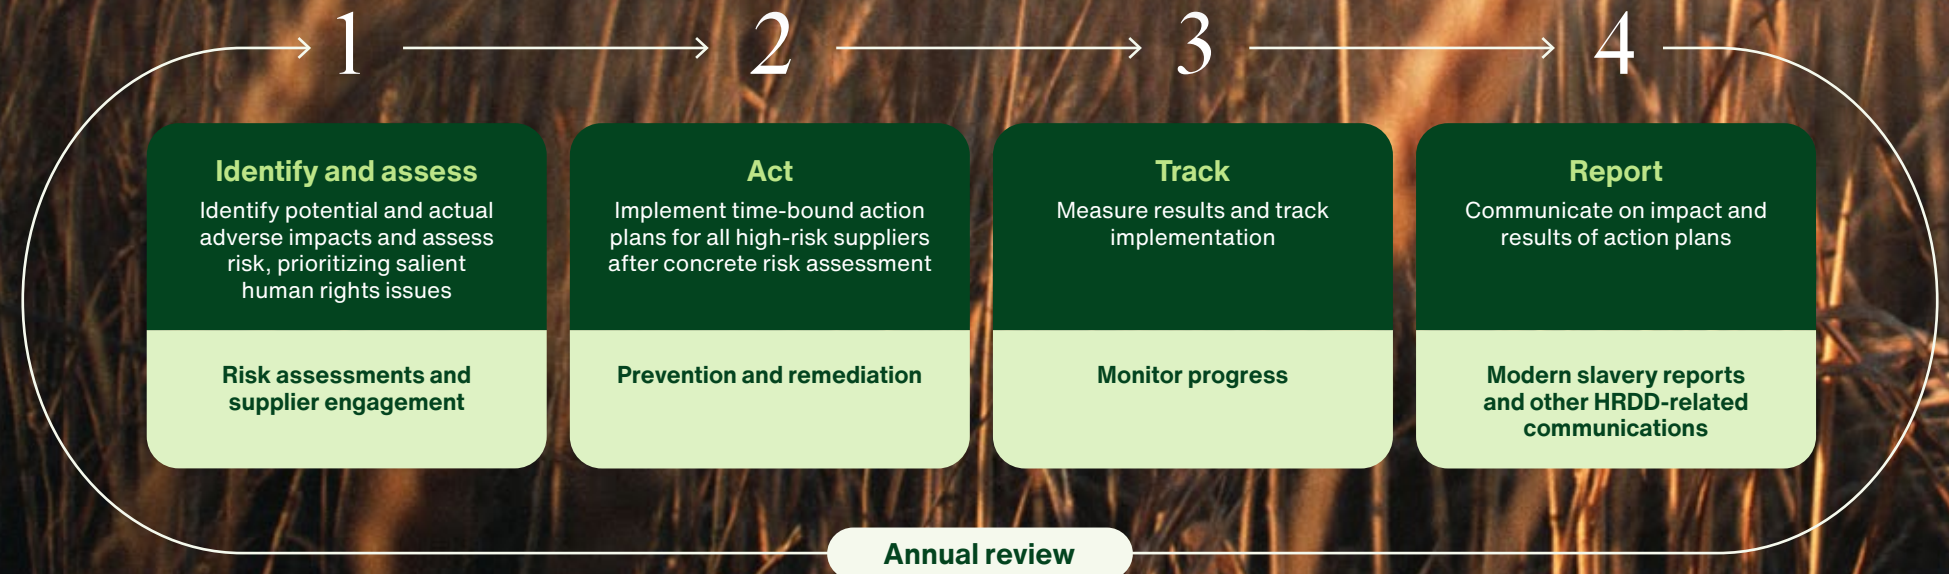 1
2
3
4
Identify and assess
Identify potential and actual
adverse impacts and assess
risk, prioritizing salient
human rights issues
Risk assessments and
supplier engagement
Act
Implement time-bound action
plans for all high-risk suppliers
after concrete risk assessment
Prevention and remediation
Track
Measure results and track
implementation
Monitor progress
Report
Communicate on impact and
results of action plans
Modern slavery reports
and other HRDD-related
communications
Annual review